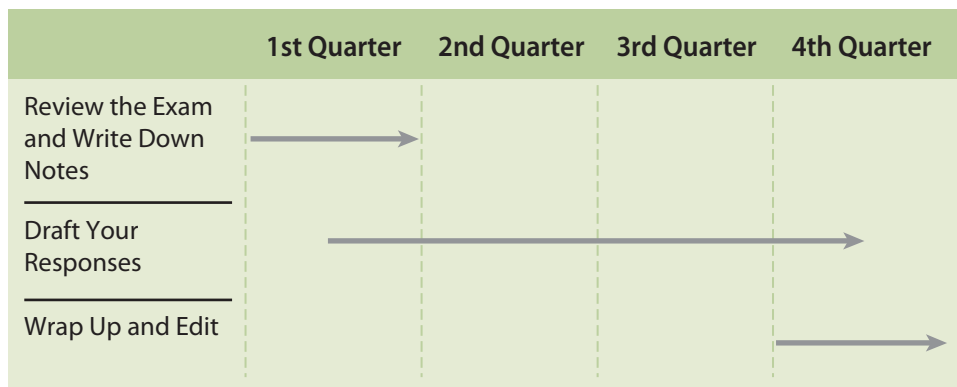 1st Quarter 2nd Quarter 3rd Quarter 4th Quarter
Review the Exam
and Write Down
Notes
Draft Your
Responses
Wrap Up and Edit